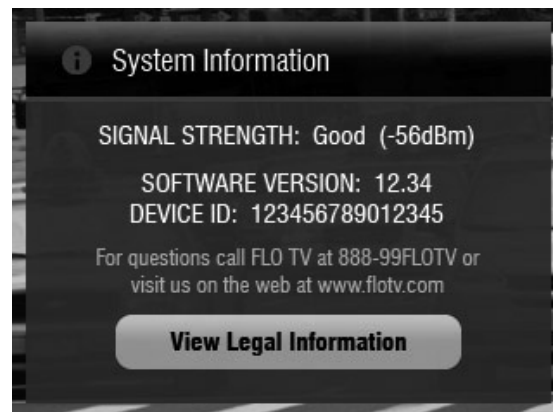 System Information
SIGNAL STRENGTH: Good (-56dBm)
SOFTWARE VERSION: 12.34
DEVICE ID: 123456789012345
For questions call FLO TV at 888-99FLOTV or
visit us on the web at www.flotv.com
View Legal Information